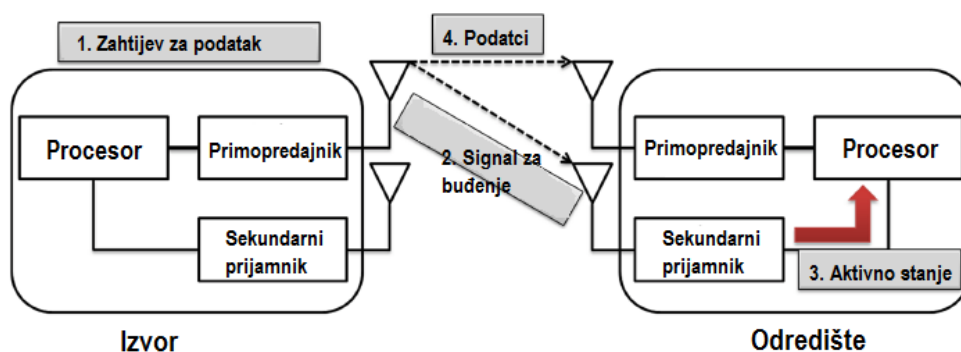 1. Zahtijev za podatak
4. Podatci
Procesor
Primopredajnik
2. Signal za
buđenje
Primopredajnik
Procesor
Sekundarni
prijamnik
Sekundarni
prijamnik
3. Aktivno stanje
Izvor
Odredište